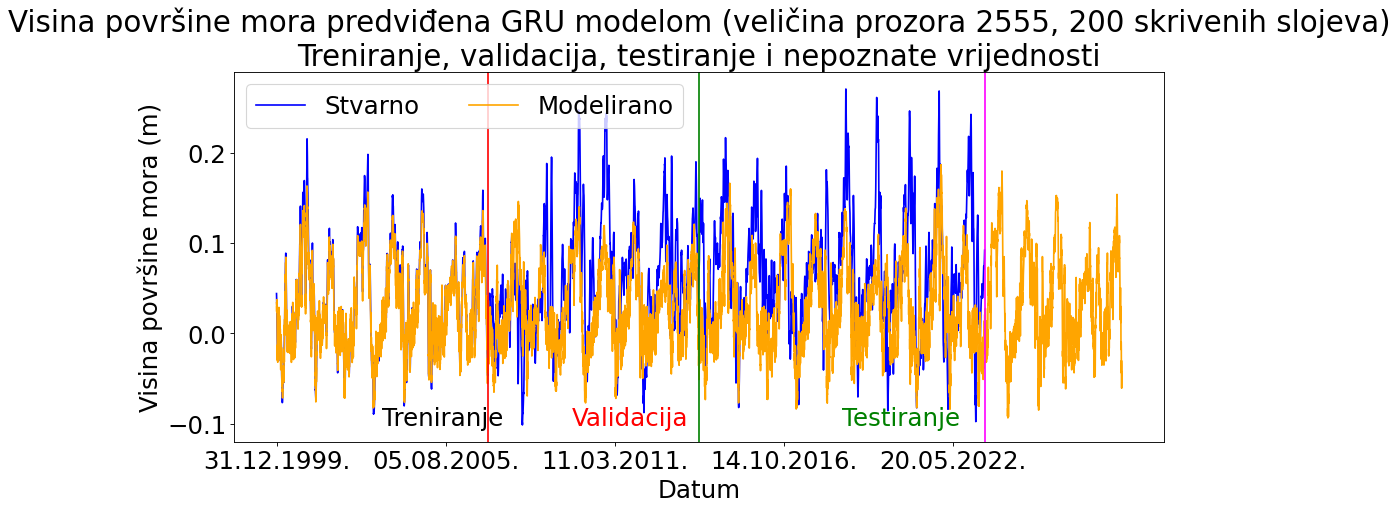 Visina površine mora predviđena GRU modelom (veličina prozora 2555, 200 skrivenih slojeva)
Treniranje, validacija, testiranje i nepoznate vrijednosti
Stvarno
Modelirano
Visina površine mora (m)
0.2
0.1
0.0
−0.1
Treniranje
Validacija
Testiranje
31.12.1999.
05.08.2005.
11.03.2011.
14.10.2016.
20.05.2022.
Datum